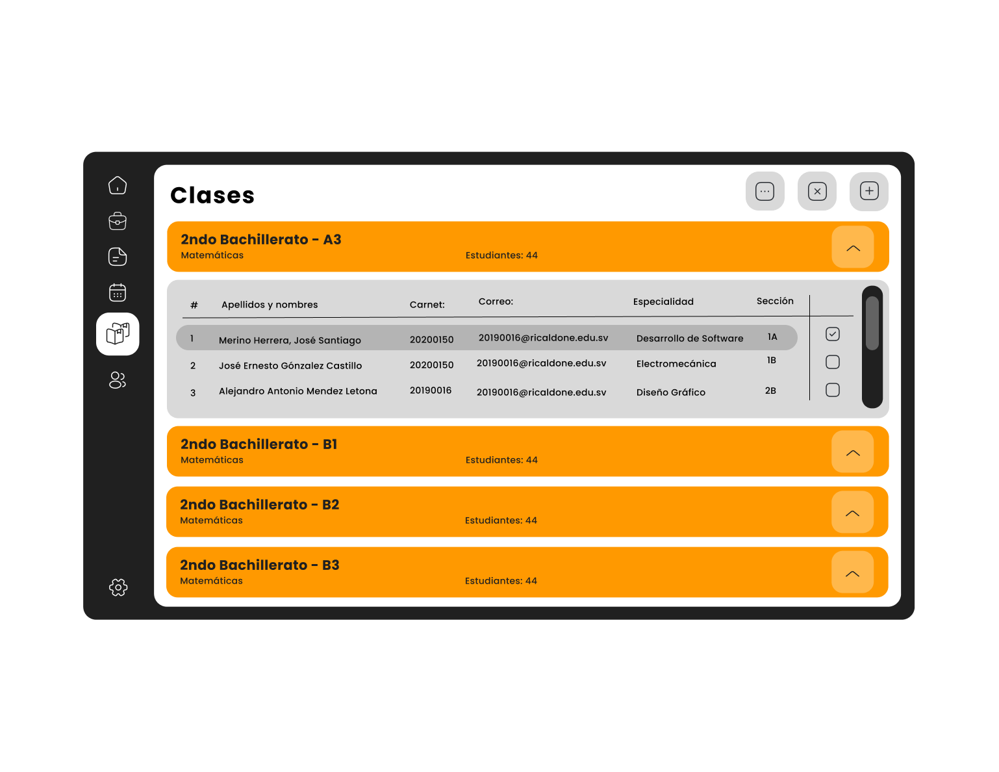 Clases
2ndo Bachillerato - A3
Matemáticas Estudiantes: 44
# Apellidos y nombres Carnet: Correo: Especialidad Sección
1 Merino Herrera, José Santiago 20200150 20190016@ricaldone.edu.sv Desarrollo de Software 1A
2 José Ernesto Gónzalez Castillo 20200150 20190016@ricaldone.edu.sv Electromecánica 1B
3 Alejandro Antonio Mendez Letona 20190016 20190016@ricaldone.edu.sv Diseño Gráfico 2B
2ndo Bachillerato - B1
Matemáticas Estudiantes: 44
2ndo Bachillerato - B2
Matemáticas Estudiantes: 44
2ndo Bachillerato - B3
Matemáticas Estudiantes: 44